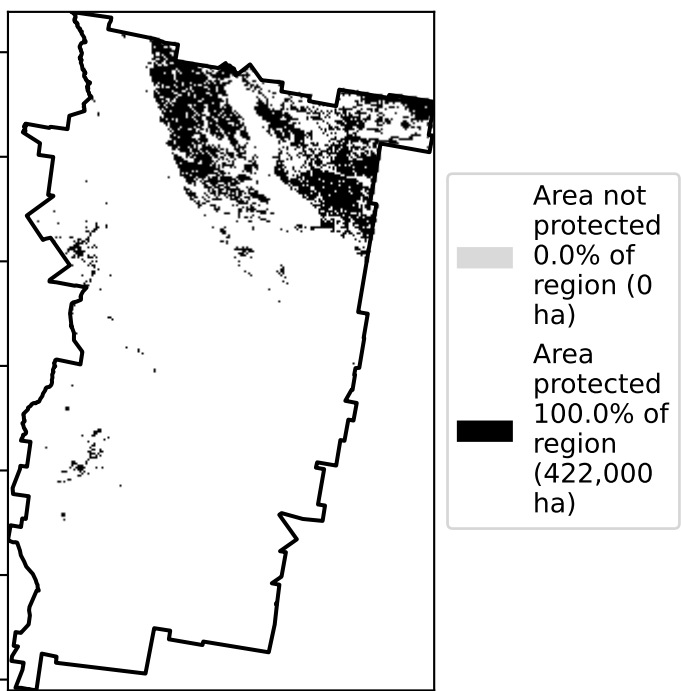 Area not
protected
0.0% of
region (0
ha)
Area
protected
100.0% of
region
(422,000
ha)